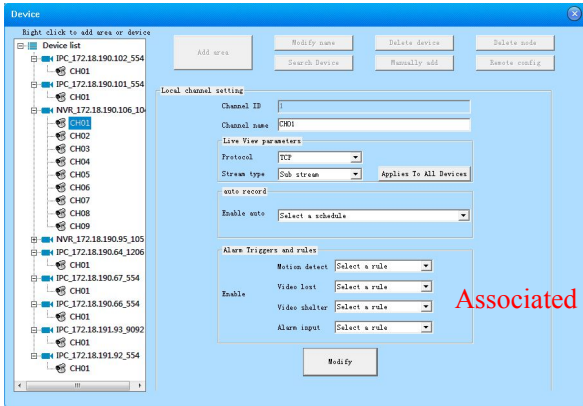 Device
Right click to add area or device
Device list
IPC_172.18.190.102_554
CH01
IPC_172.18.190.101_554
CH01
NVR_172.18.190.106_10
CH01
CH02
CH03
CH04
CH05
CH06
CH07
CH08
CH09
NVR_172.18.190.95_105
IPC_172.18.190.64_1206
CH01
IPC_172.18.190.67_554
CH01
IPC_172.18.190.66_554
CH01
IPC_172.18.191.93_9092
CH01
IPC_172.18.191.92_554
CH01
Add area
Modify name
Delete device
Delete node
Search Device
Manually add
Remote config
Local channel setting
Channel ID 1
Channel name CH01
Live View parameters
Protocol TCP
Stream type Sub stream Applies To All Devices
auto record
Enable auto Select a schedule
Alarm Triggers and rules
Motion detect Select a rule
Video lost Select a rule
Enable
Video shelter Select a rule
Alarm input Select a rule
Associated
Modify